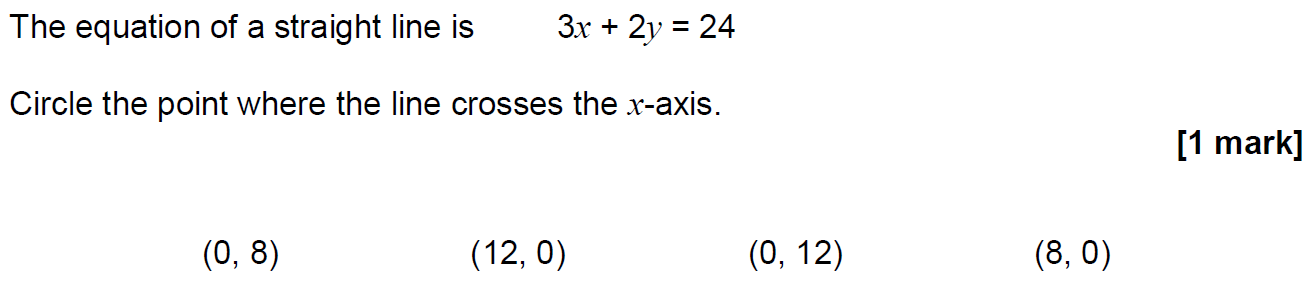 The equation of a straight line is 3x + 2y = 24
Circle the point where the line crosses the x-axis.
[1 mark]
(0, 8) (12, 0) (0, 12) (8, 0)